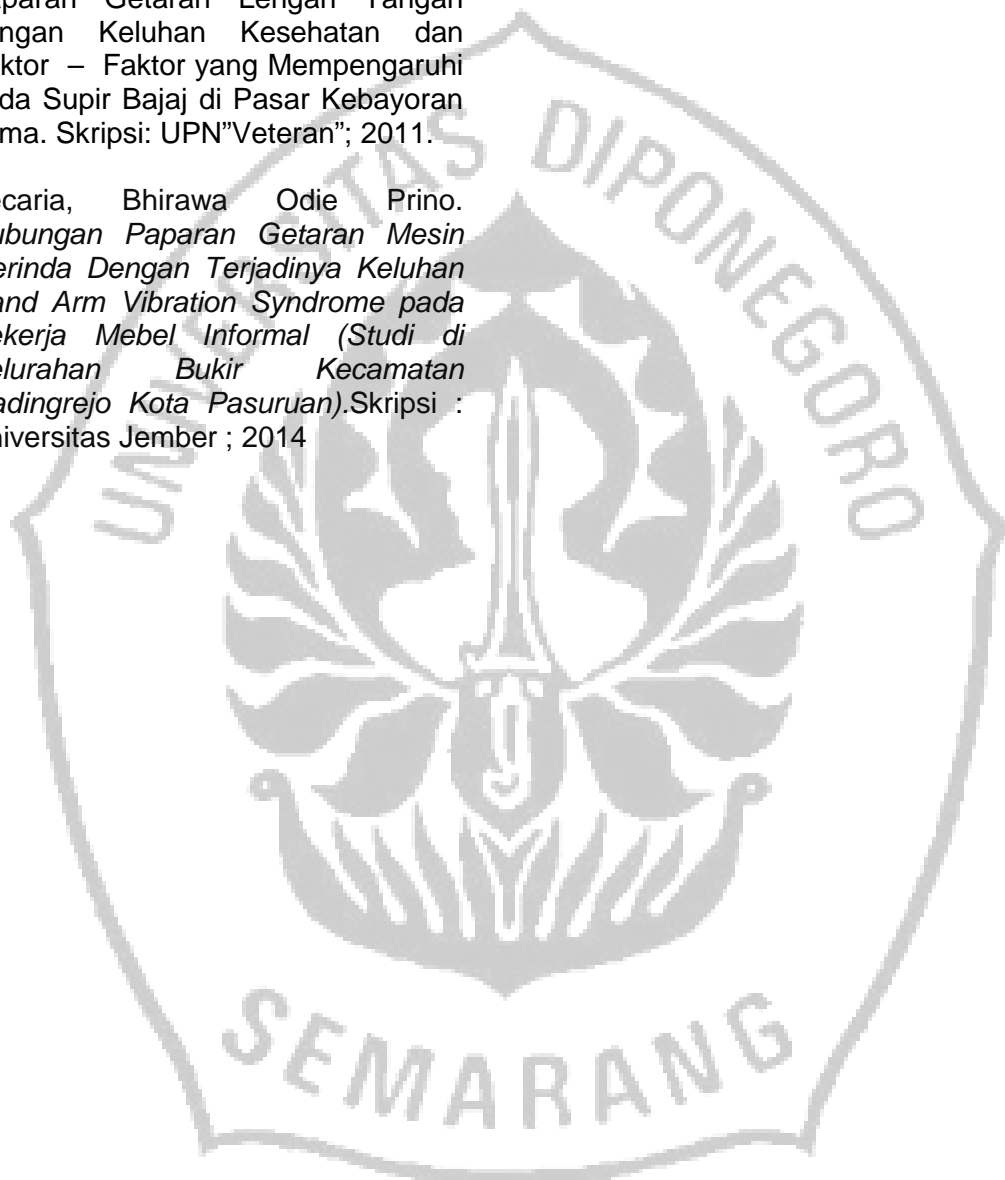 aparan Getaran Lengan Tangan
ngan Keluhan Kesehatan dan
ktor – Faktor yang Mempengaruhi
da Supir Bajaj di Pasar Kebayoran
ma. Skripsi: UPN”Veteran”; 2011.
ecaria, Bhirawa Odie Prino.
ubungan Paparan Getaran Mesin
erinda Dengan Terjadinya Keluhan
and Arm Vibration Syndrome pada
ekerja Mebel Informal (Studi di
elurahan Bukir Kecamatan
adingrejo Kota Pasuruan).Skripsi :
niversitas Jember ; 2014
UNIVERSITAS DIPONEGORO
SEMARANG